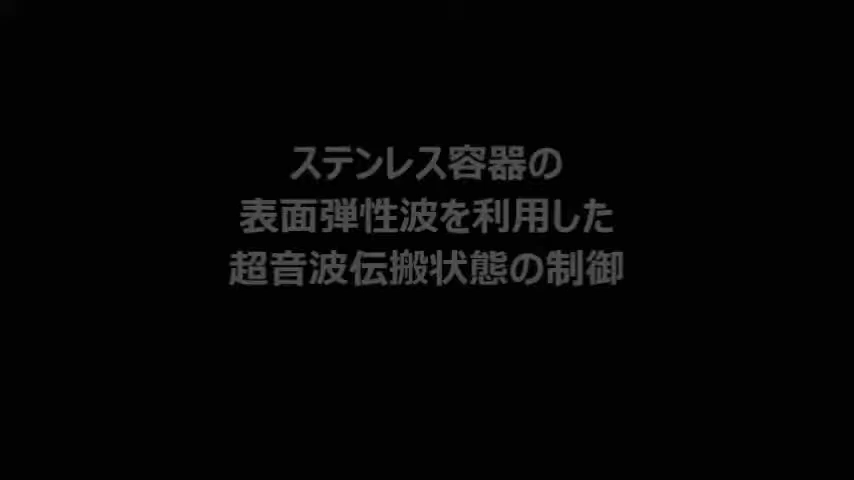 ステンレス容器の
表面弾性波を利用した
超音波伝搬状態の制御